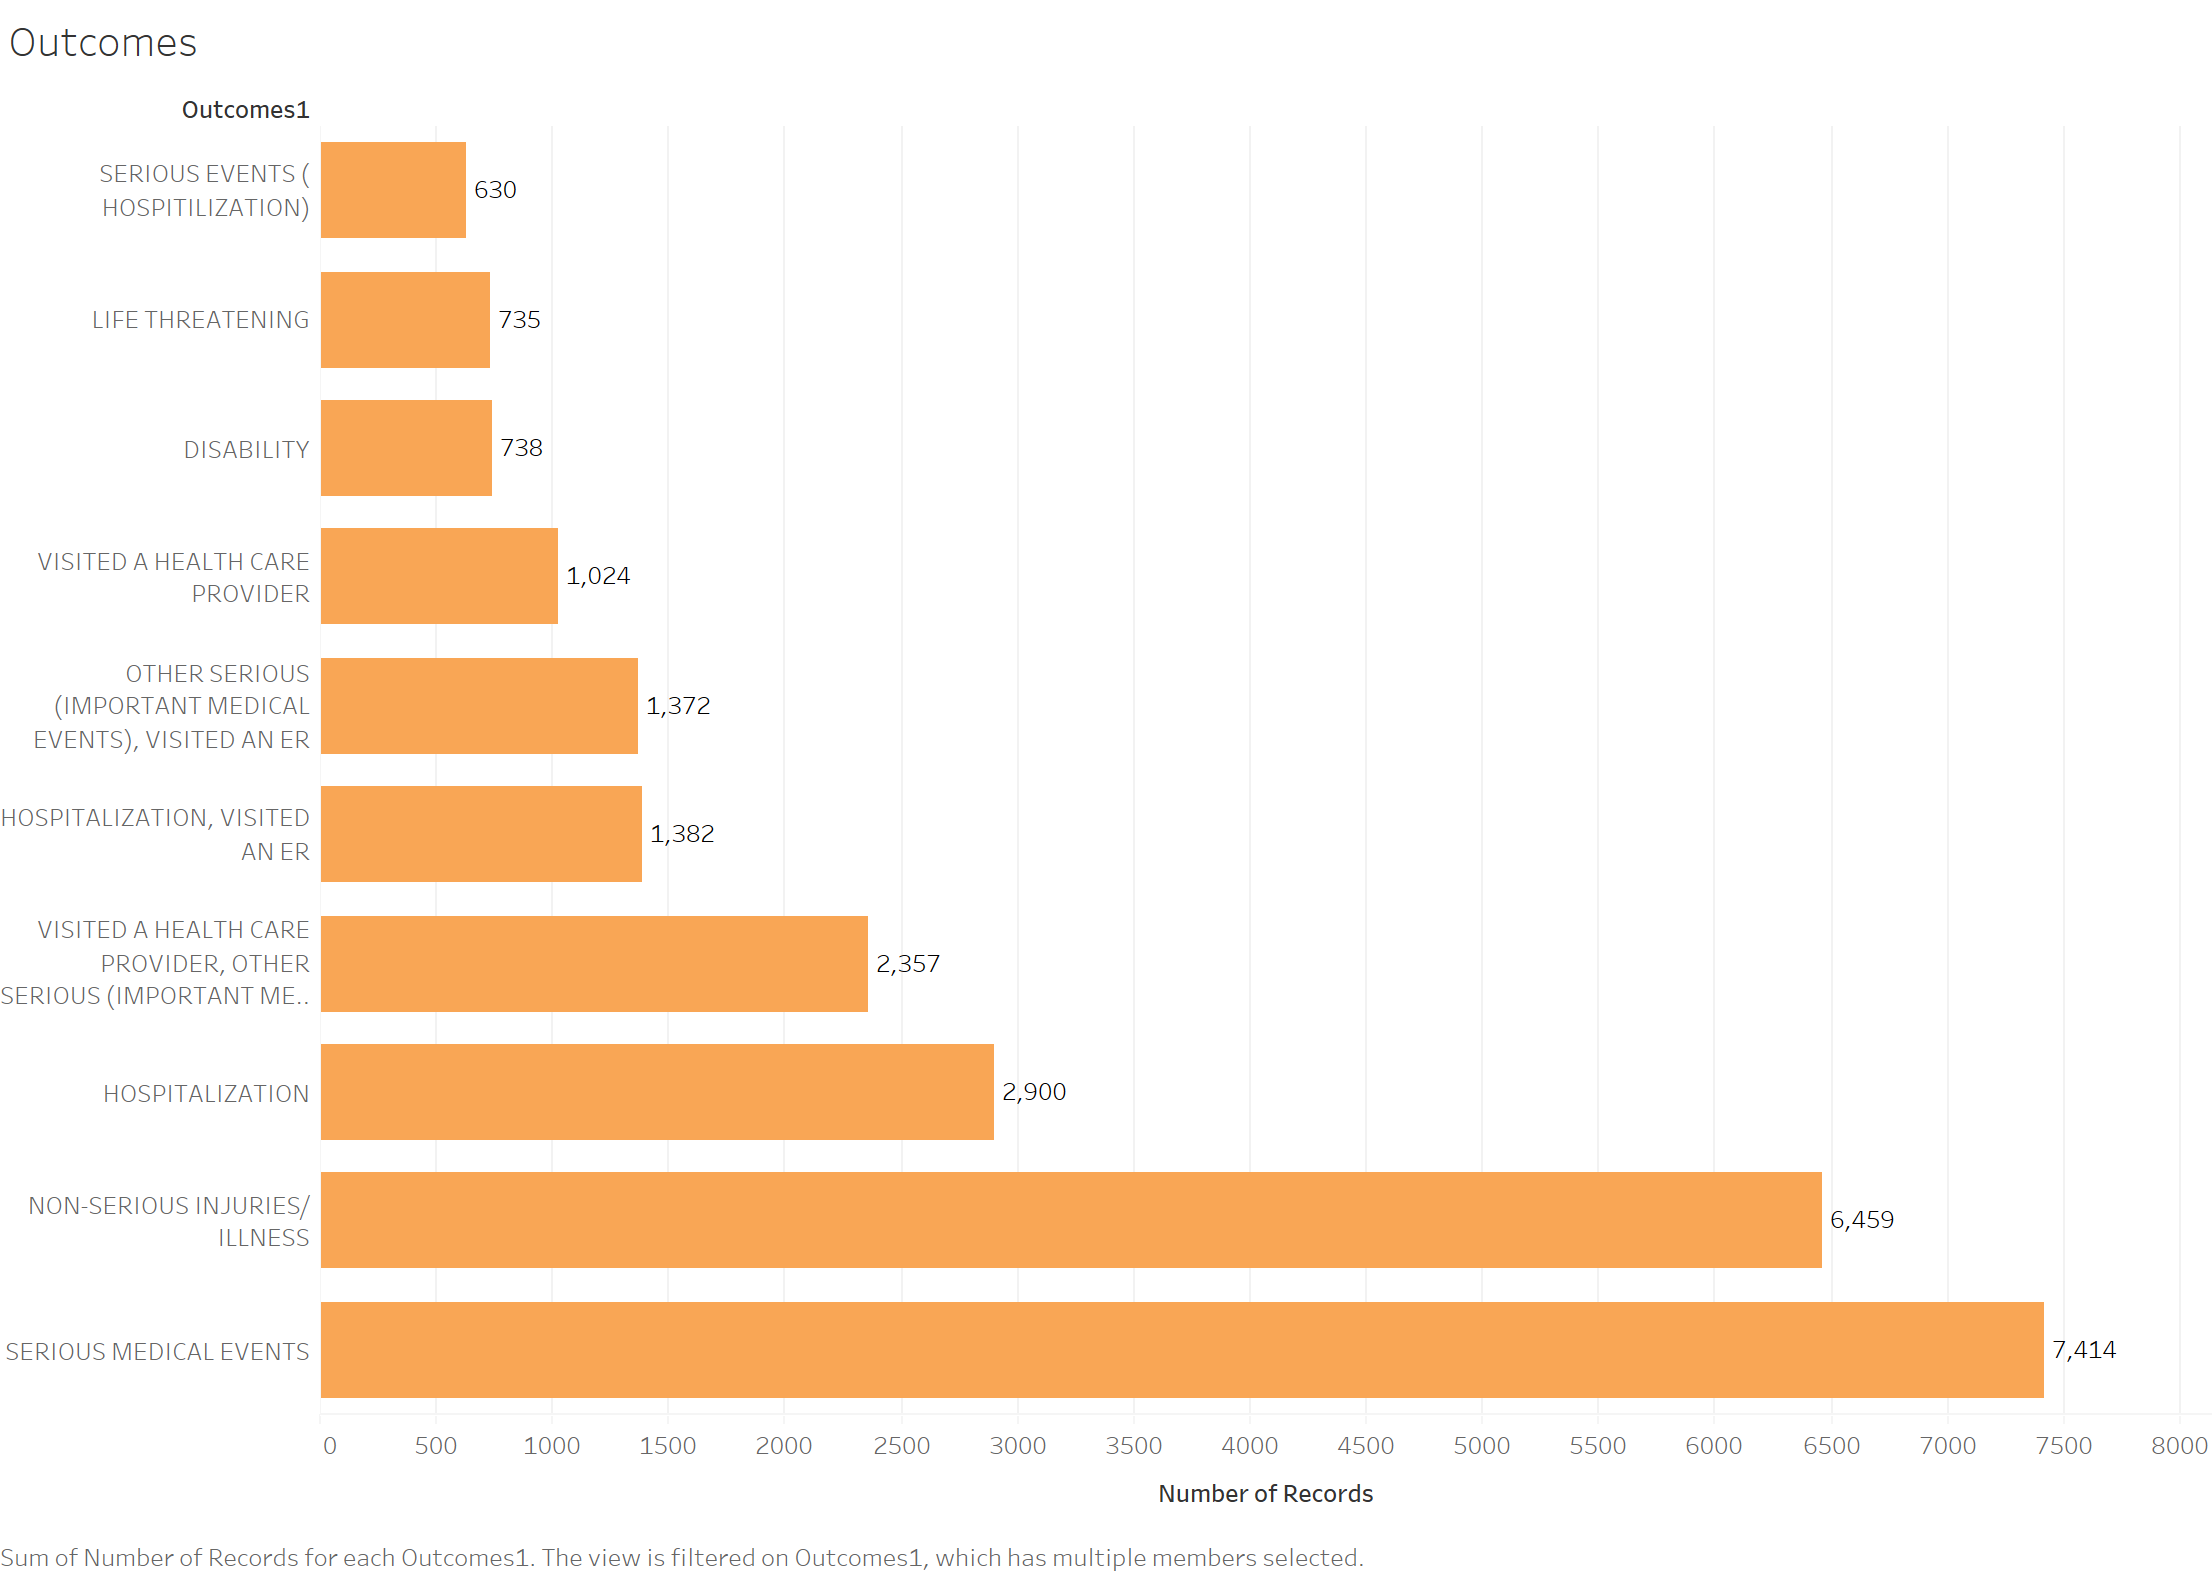 Outcomes
Outcomes1
SERIOUS EVENTS (
HOSPITILIZATION)
630
LIFE THREATENING
735
DISABILITY
738
VISITED A HEALTH CARE
PROVIDER
1,024
OTHER SERIOUS
(IMPORTANT MEDICAL
EVENTS), VISITED AN ER
1,372
HOSPITALIZATION, VISITED
AN ER
1,382
VISITED A HEALTH CARE
PROVIDER, OTHER
SERIOUS (IMPORTANT ME..
2,357
HOSPITALIZATION
2,900
NON-SERIOUS INJURIES/
ILLNESS
6,459
SERIOUS MEDICAL EVENTS
7,414
0 500 1000 1500 2000 2500 3000 3500 4000 4500 5000 5500 6000 6500 7000 7500 8000
Number of Records
Sum of Number of Records for each Outcomes1. The view is filtered on Outcomes1, which has multiple members selected.